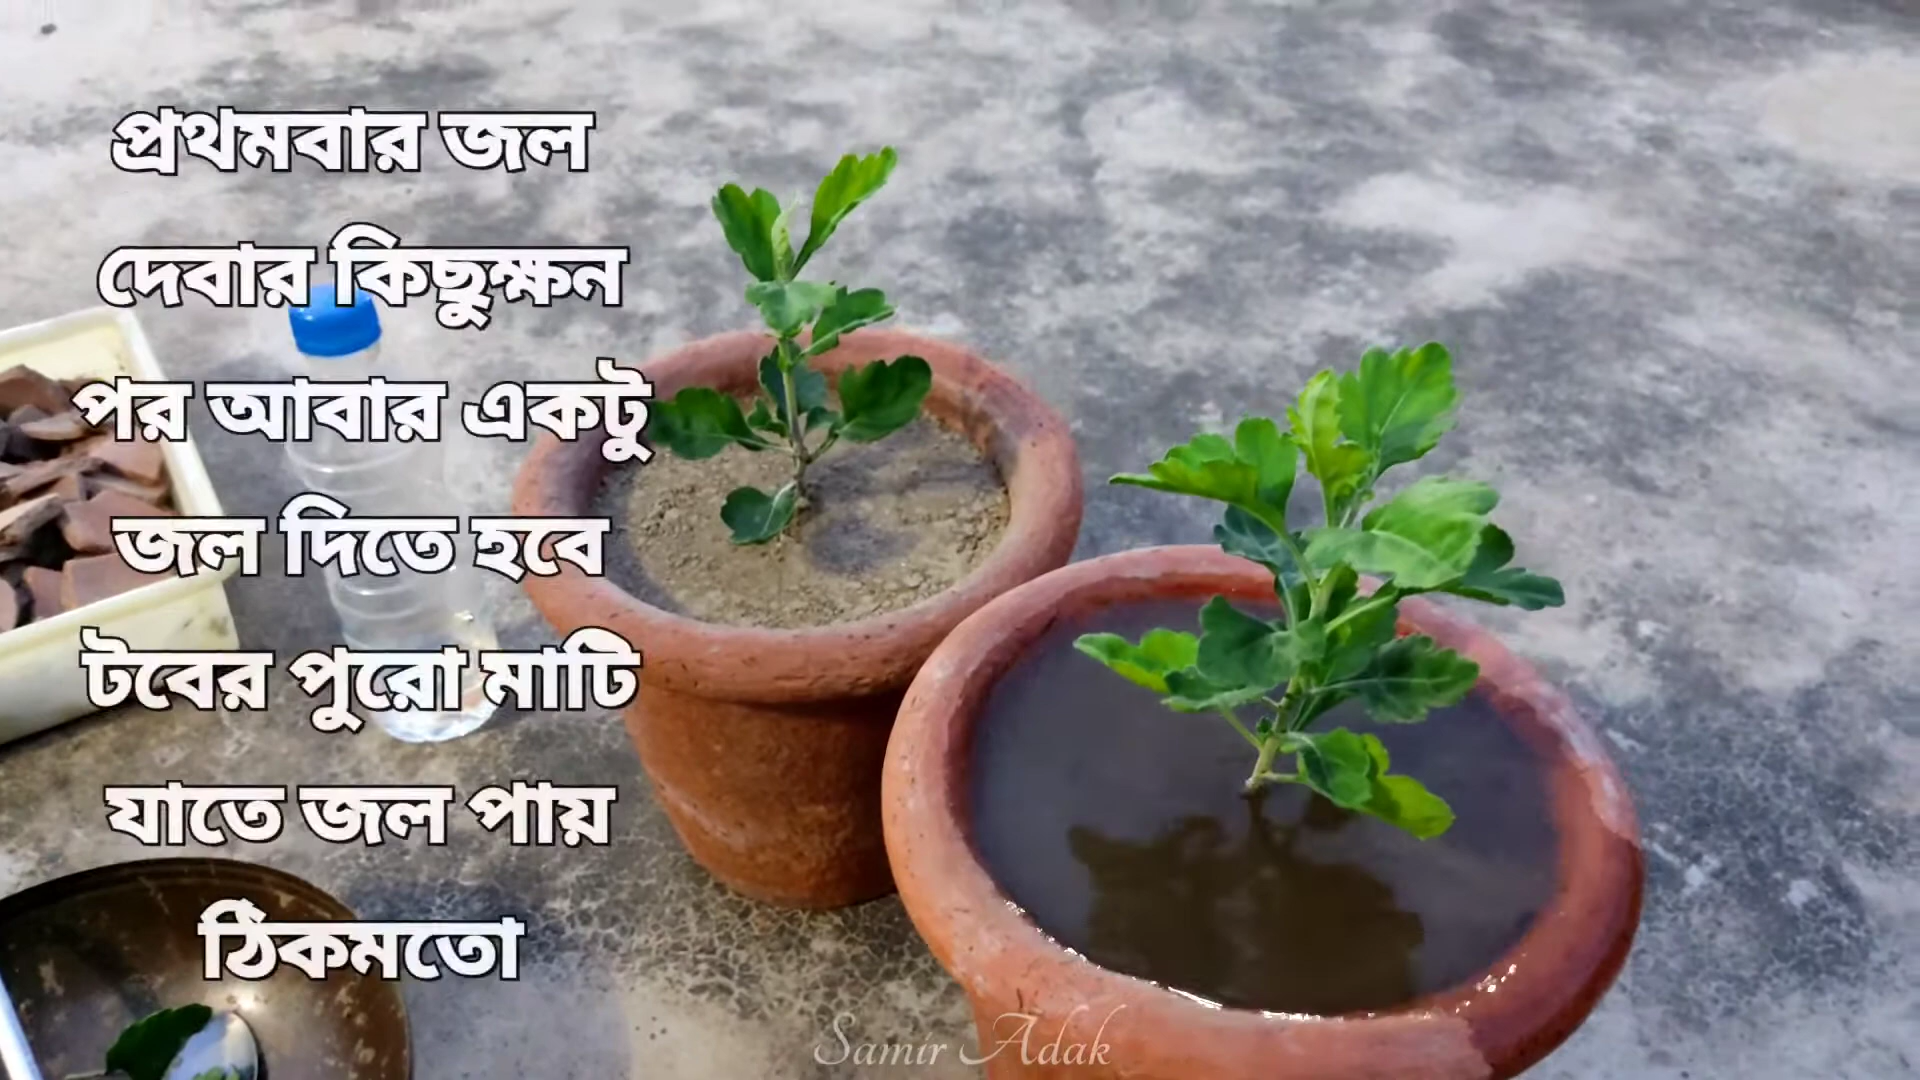 প্রথমবার জল
দেবার কিছুক্ষন
পর আবার একটু
জল দিতে হবে
টবের পুরো মাটি
যাতে জল পায়
ঠিকমতো
Samir Adak